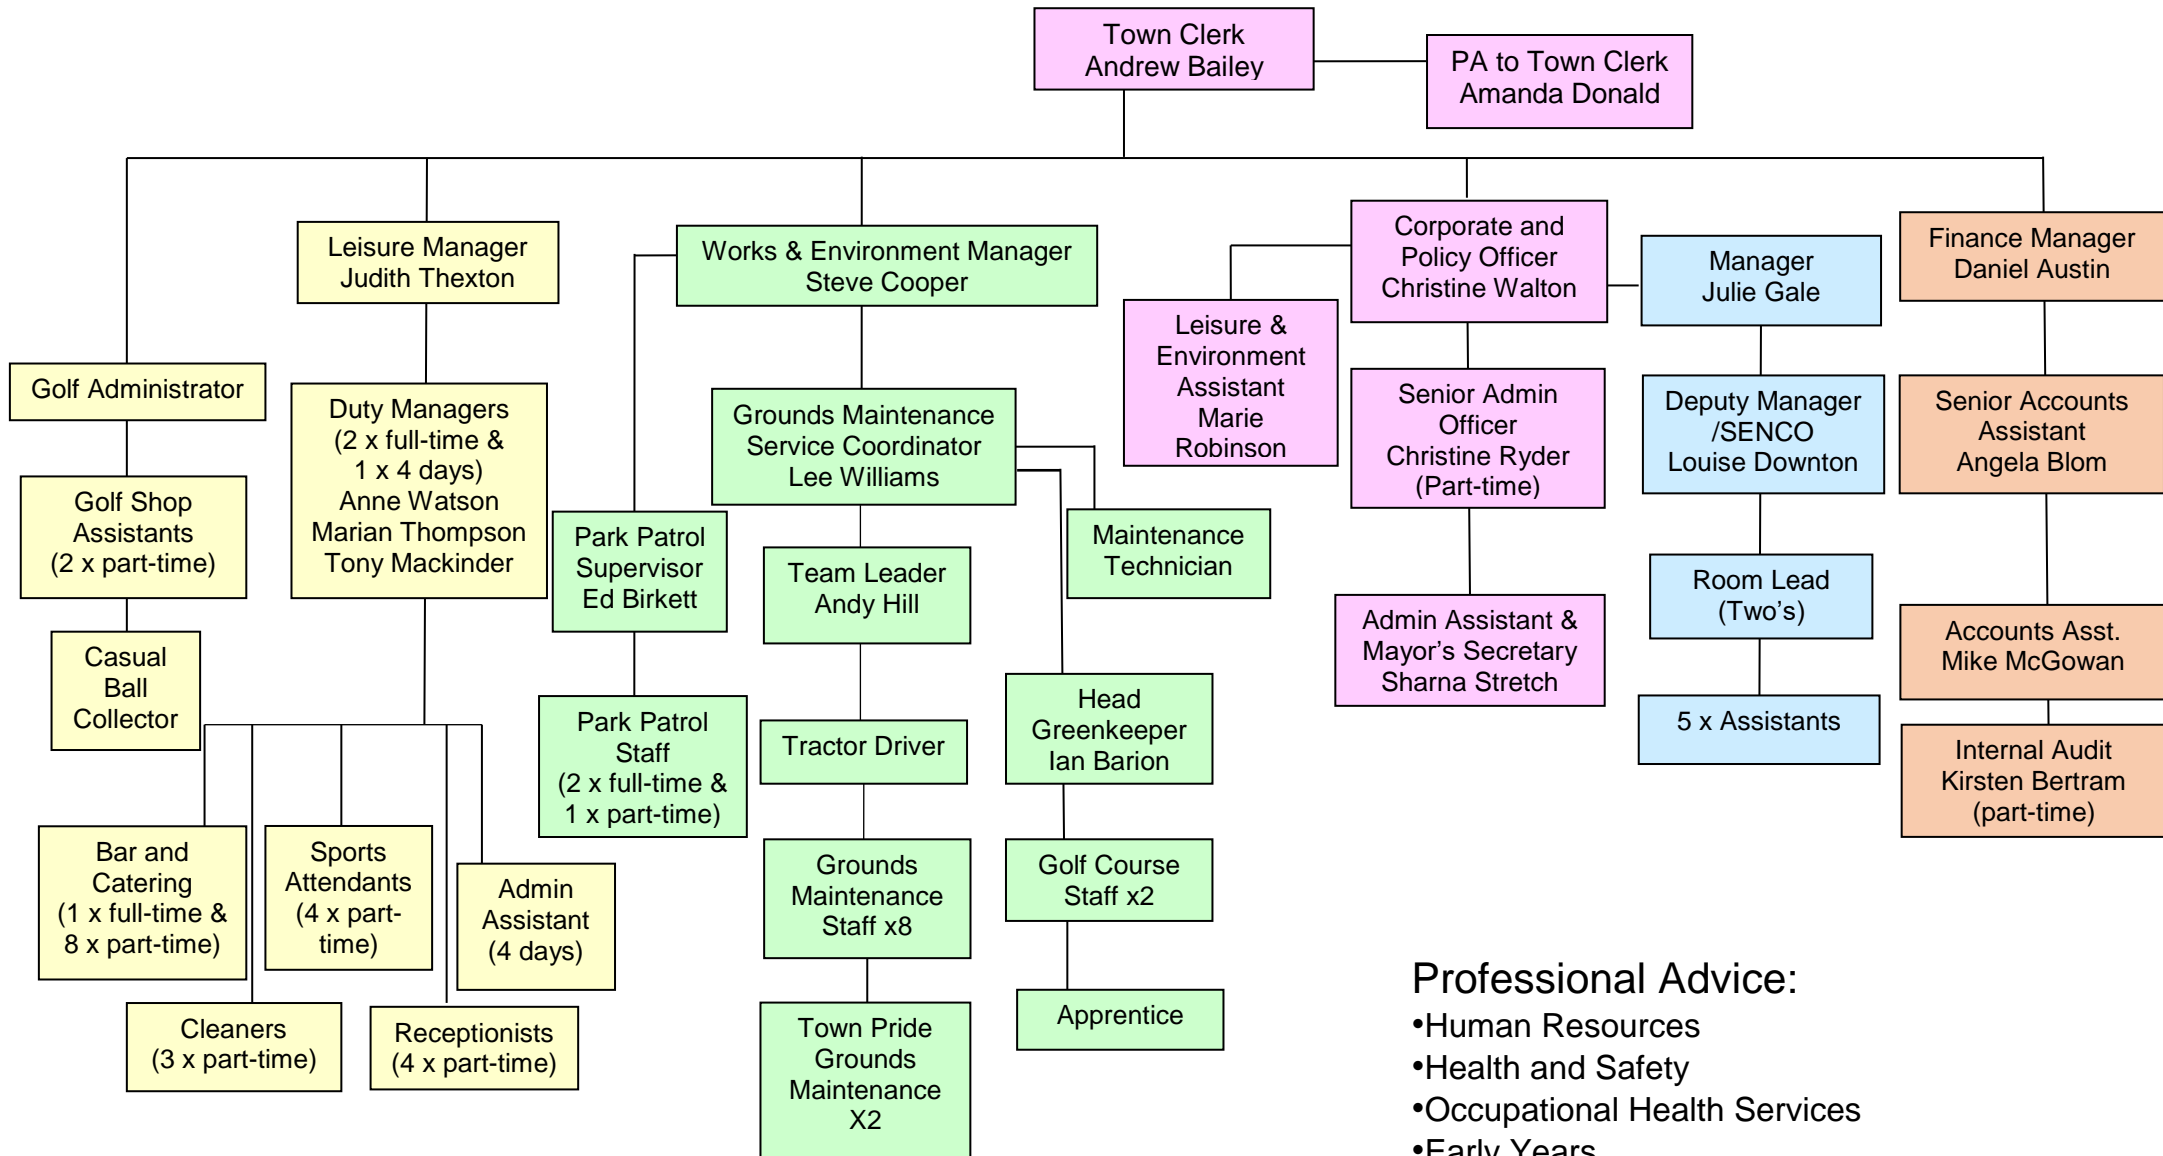 Town Clerk
Andrew Bailey
PA to Town Clerk
Amanda Donald
Golf Administrator
Golf Shop
Assistants
(2 x part-time)
Casual
Ball
Collector
Leisure Manager
Judith Thexton
Duty Managers
(2 x full-time &
1 x 4 days)
Anne Watson
Marian Thompson
Tony Mackinder
Bar and
Catering
(1 x full-time &
8 x part-time)
Cleaners
(3 x part-time)
Sports
Attendants
(4 x part-
time)
Receptionists
(4 x part-time)
Admin
Assistant
(4 days)
Works & Environment Manager
Steve Cooper
Park Patrol
Supervisor
Ed Birkett
Park Patrol
Staff
(2 x full-time &
1 x part-time)
Grounds Maintenance
Service Coordinator
Lee Williams
Team Leader
Andy Hill
Tractor Driver
Grounds
Maintenance
Staff x8
Town Pride
Grounds
Maintenance
X2
Maintenance
Technician
Head
Greenkeeper
Ian Barion
Golf Course
Staff x2
Apprentice
Corporate and
Policy Officer
Christine Walton
Leisure &
Environment
Assistant
Marie
Robinson
Senior Admin
Officer
Christine Ryder
(Part-time)
Admin Assistant &
Mayor’s Secretary
Sharna Stretch
Manager
Julie Gale
Deputy Manager
/SENCO
Louise Downton
Room Lead
(Two’s)
5 x Assistants
Finance Manager
Daniel Austin
Senior Accounts
Assistant
Angela Blom
Accounts Asst.
Mike McGowan
Internal Audit
Kirsten Bertram
(part-time)
Professional Advice:
•Human Resources
•Health and Safety
•Occupational Health Services
•Early Years